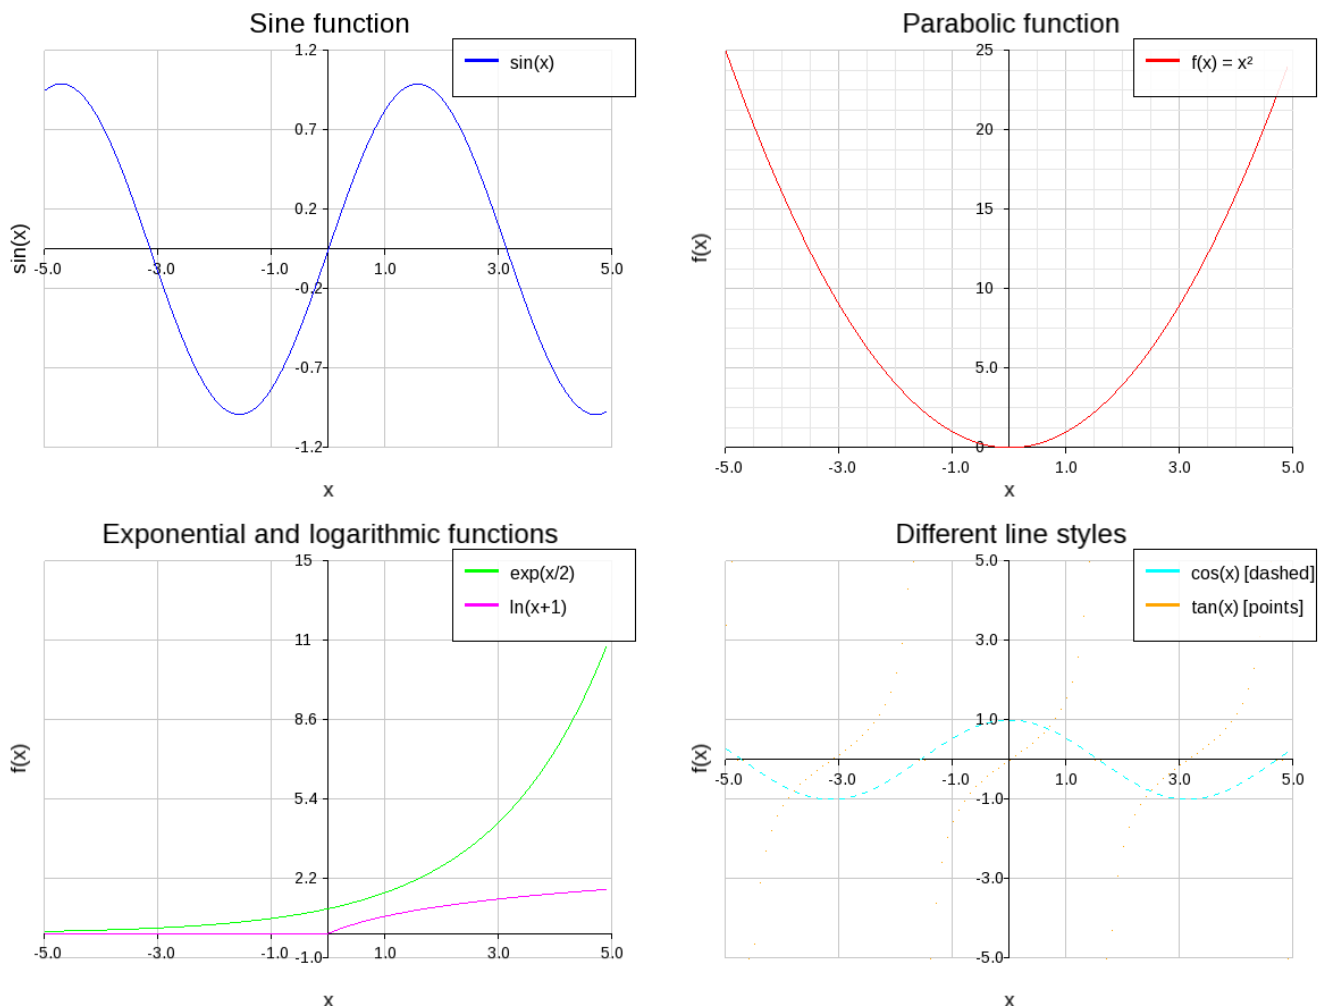 Sine function
sin(x)
1.2
0.7
0.2
-0.2
-0.7
-1.2
-5.0 -3.0 -1.0 1.0 3.0 5.0
sin(x)
x
Parabolic function
f(x) = x²
25
20
15
10
5.0
0
-5.0 -3.0 -1.0 1.0 3.0 5.0
f(x)
x
Exponential and logarithmic functions
exp(x/2)
ln(x+1)
15
11
8.6
5.4
2.2
-1.0
-5.0 -3.0 -1.0 1.0 3.0 5.0
f(x)
x
Different line styles
cos(x) [dashed]
tan(x) [points]
5.0
3.0
1.0
-1.0
-3.0
-5.0
-5.0 -3.0 -1.0 1.0 3.0 5.0
f(x)
x